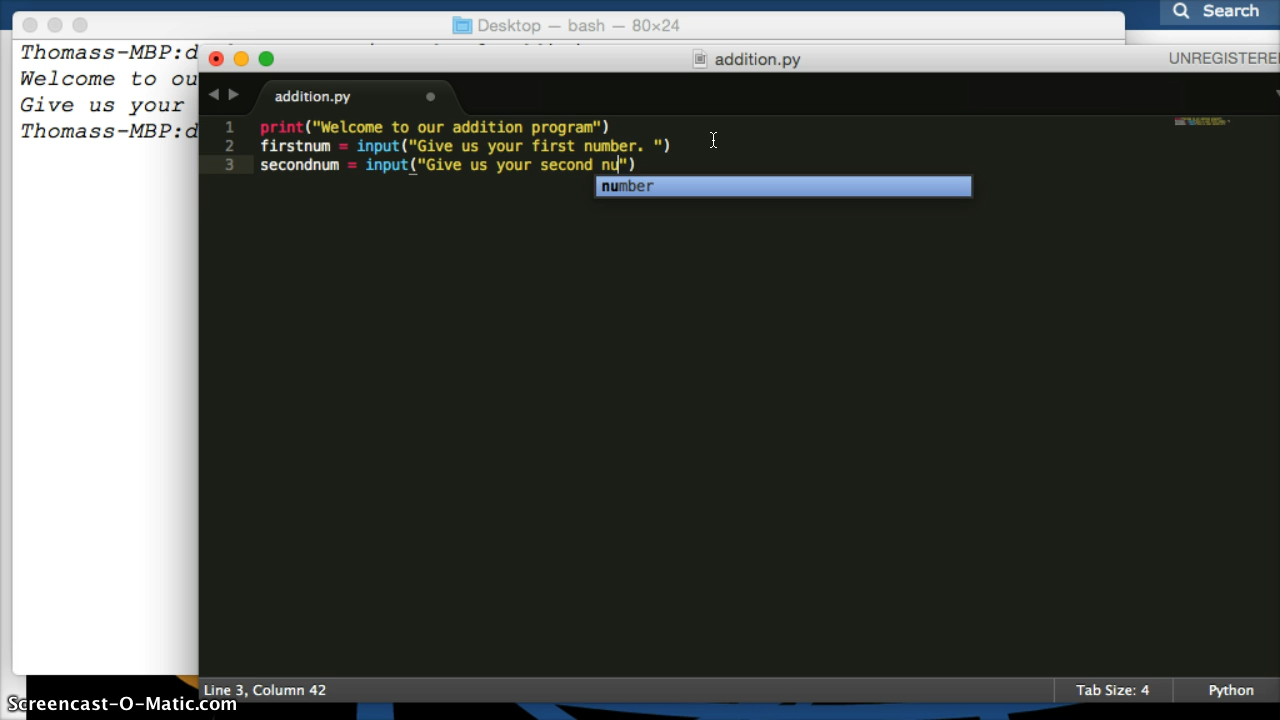 Search
Desktop — bash — 80×24
Thomass-MBP:d
Welcome to ou
Give us your
Thomass-MBP:d
addition.py
UNREGISTERE
addition.py
1 print("Welcome to our addition program")
2 firstnum = input("Give us your first number. ")
3 secondnum = input("Give us your second nu")
number
Line 3, Column 42
Tab Size: 4
Python
Screencast-O-Matic.com